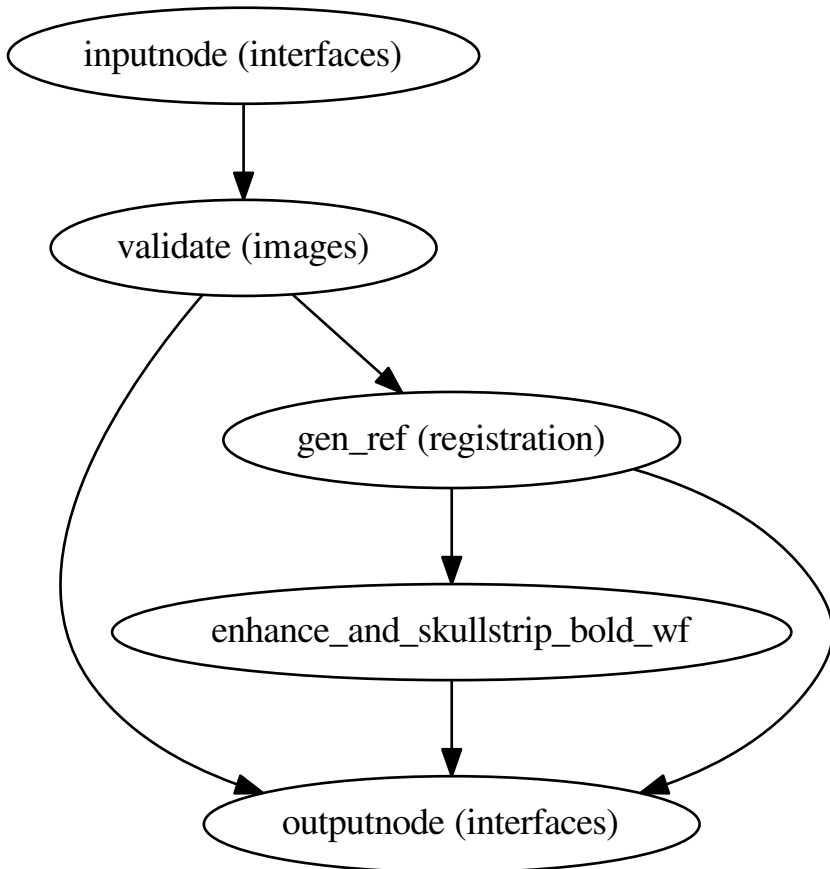 inputnode (interfaces)
validate (images)
gen_ref (registration)
enhance_and_skullstrip_bold_wf
outputnode (interfaces)